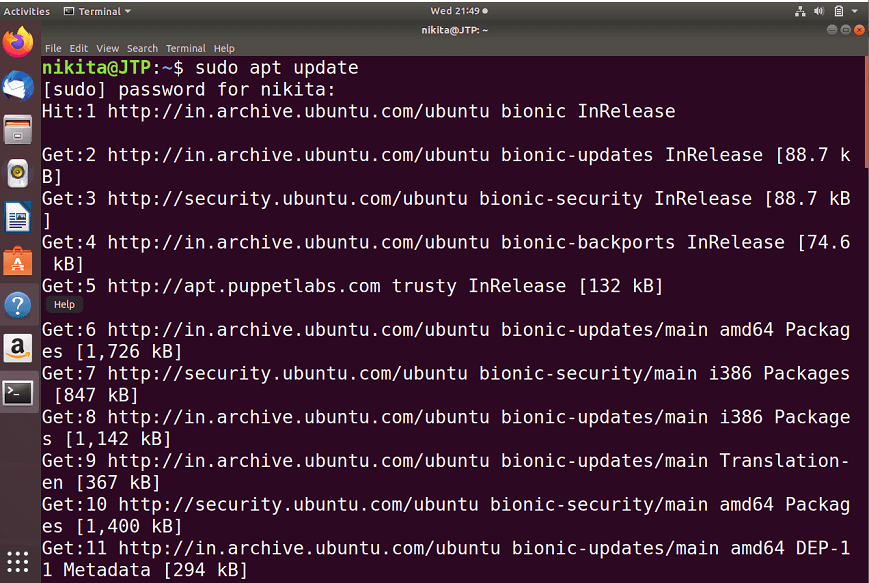 Activities Terminal Wed 21:49
nikita@JTP: ~
File Edit View Search Terminal Help
nikita@JTP:~$ sudo apt update
[sudo] password for nikita:
Hit:1 http://in.archive.ubuntu.com/ubuntu bionic InRelease
Get:2 http://in.archive.ubuntu.com/ubuntu bionic-updates InRelease [88.7 k
B]
Get:3 http://security.ubuntu.com/ubuntu bionic-security InRelease [88.7 kB
]
Get:4 http://in.archive.ubuntu.com/ubuntu bionic-backports InRelease [74.6
 kB]
Get:5 http://apt.puppetlabs.com trusty InRelease [132 kB]
Help
Get:6 http://in.archive.ubuntu.com/ubuntu bionic-updates/main amd64 Packag
es [1,726 kB]
Get:7 http://security.ubuntu.com/ubuntu bionic-security/main i386 Packages
 [847 kB]
Get:8 http://in.archive.ubuntu.com/ubuntu bionic-updates/main i386 Package
s [1,142 kB]
Get:9 http://in.archive.ubuntu.com/ubuntu bionic-updates/main Translation-
en [367 kB]
Get:10 http://security.ubuntu.com/ubuntu bionic-security/main amd64 Packag
es [1,400 kB]
Get:11 http://in.archive.ubuntu.com/ubuntu bionic-updates/main amd64 DEP-1
1 Metadata [294 kB]